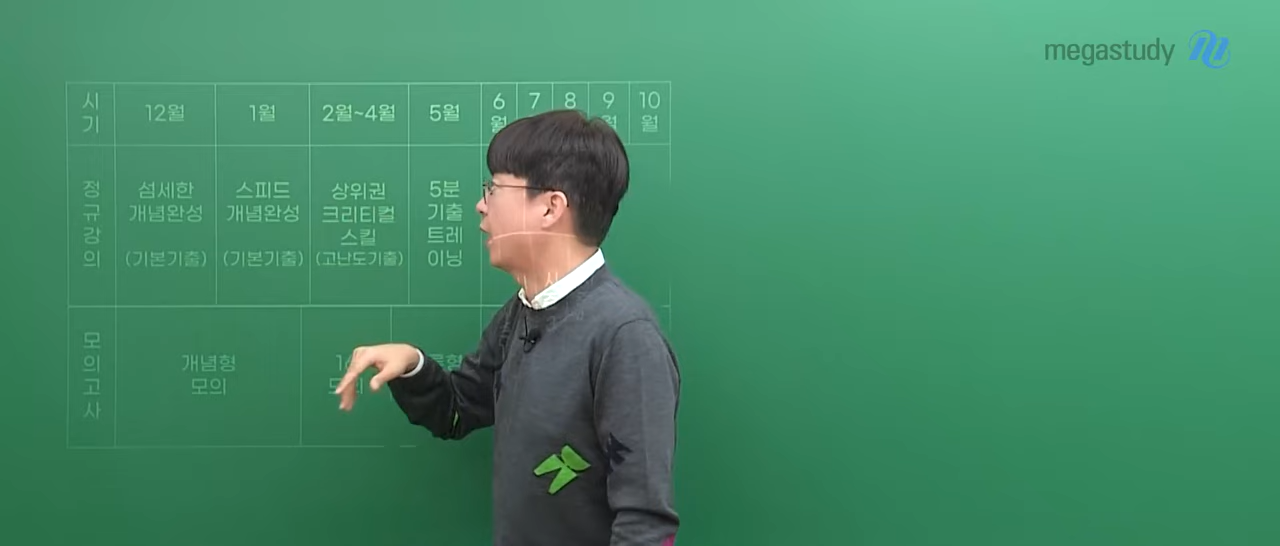 megastudy
시기
12월
1월
2월~4월
5월
6월
7
8
9월
10월
정규강의
섬세한
개념완성
(기본기출)
스피드
개념완성
(기본기출)
상위권
크리티컬
스킬
(고난도기출)
5분
기출
트레
이닝
모의고사
개념형
모의